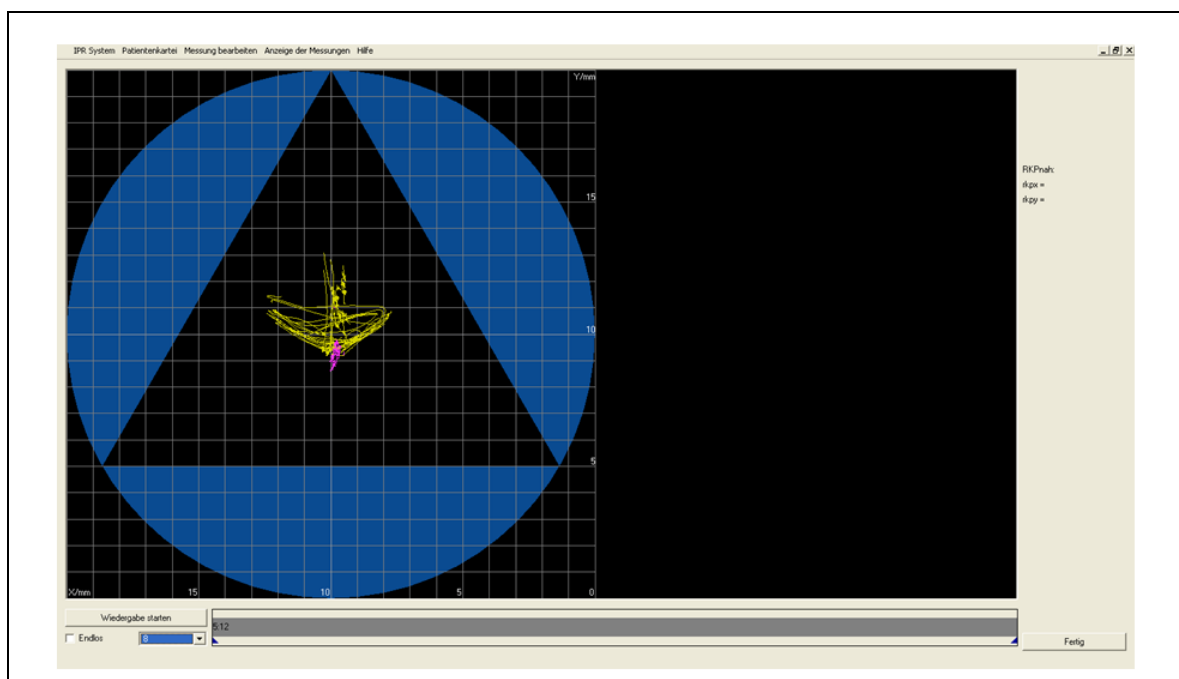 IPR System Patientenkartei Messung bearbeiten Anzeige der Messungen Hilfe
Y/mm
15
10
5
X/mm 15 10 5 0
RKPnah:
rkpx =
rkpy =
Wiedergabe starten
5.12
Endlos 8
Fertig